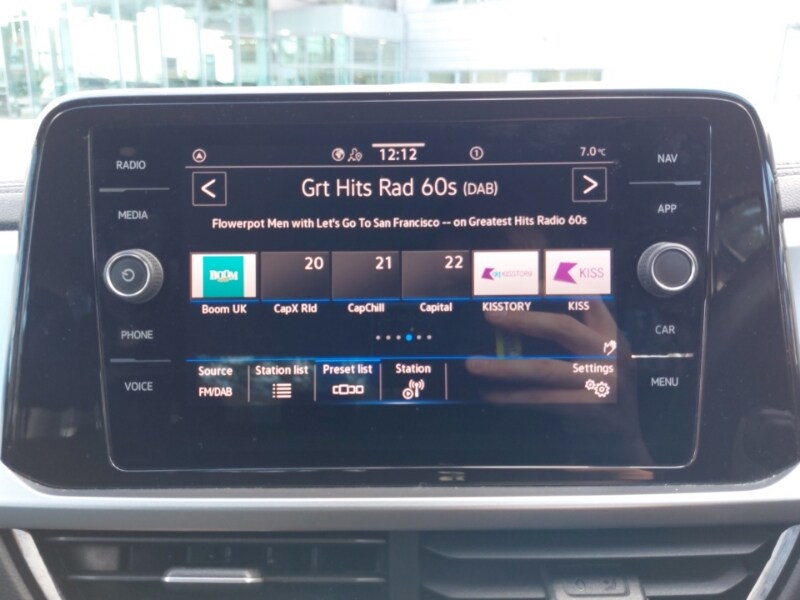 RADIO
MEDIA
PHONE
VOICE
12:12
1
7.0°C
< Grt Hits Rad 60s (DAB) >
Flowerpot Men with Let's Go To San Francisco -- on Greatest Hits Radio 60s
BOOM 20 21 22 KISSTORY KISS
Boom UK CapX Rld CapChill Capital KISSTORY KISS
Source Station list Preset list Station Settings
FM/DAB
NAV
APP
CAR
MENU